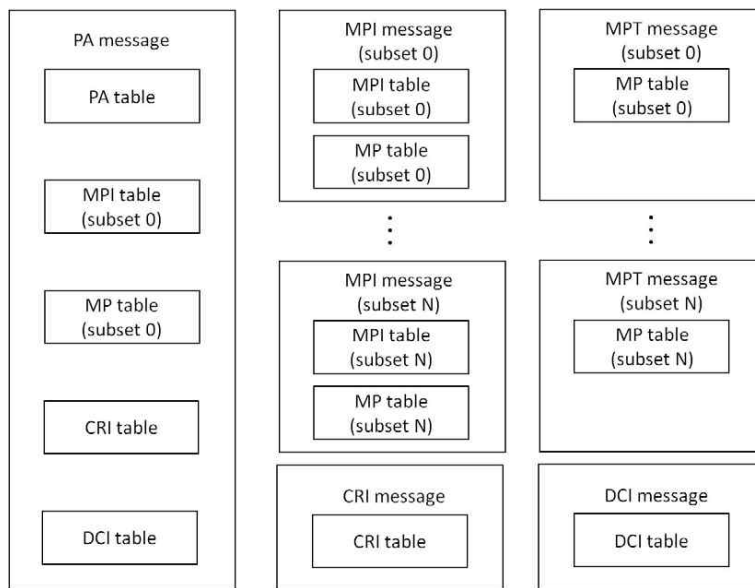 PA message
PA table
MPI table
(subset 0)
MP table
(subset 0)
CRI table
DCI table
MPI message
(subset 0)
MPI table
(subset 0)
MP table
(subset 0)
MPI message
(subset N)
MPI table
(subset N)
MP table
(subset N)
CRI message
CRI table
MPT message
(subset 0)
MP table
(subset 0)
MPT message
(subset N)
MP table
(subset N)
DCI message
DCI table